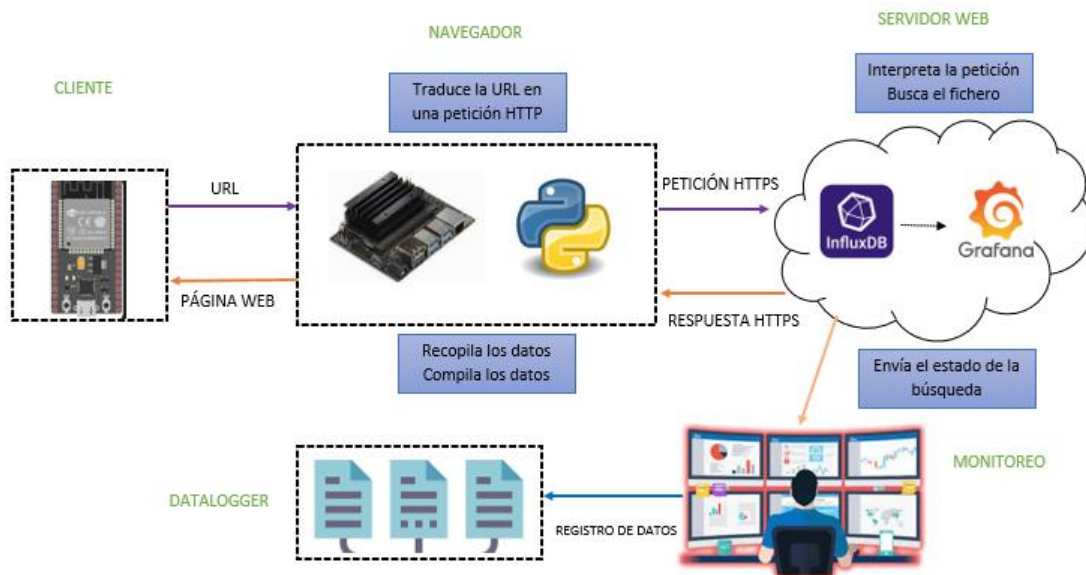 SERVIDOR WEB
NAVEGADOR
CLIENTE
Traduce la URL en
una petición HTTP
Interpreta la petición
Busca el fichero
URL
PETICIÓN HTTPS
InfluxDB
Grafana
PÁGINA WEB
RESPUESTA HTTPS
Recopila los datos
Compila los datos
Envía el estado de la
búsqueda
MONITOREO
DATALOGGER
REGISTRO DE DATOS